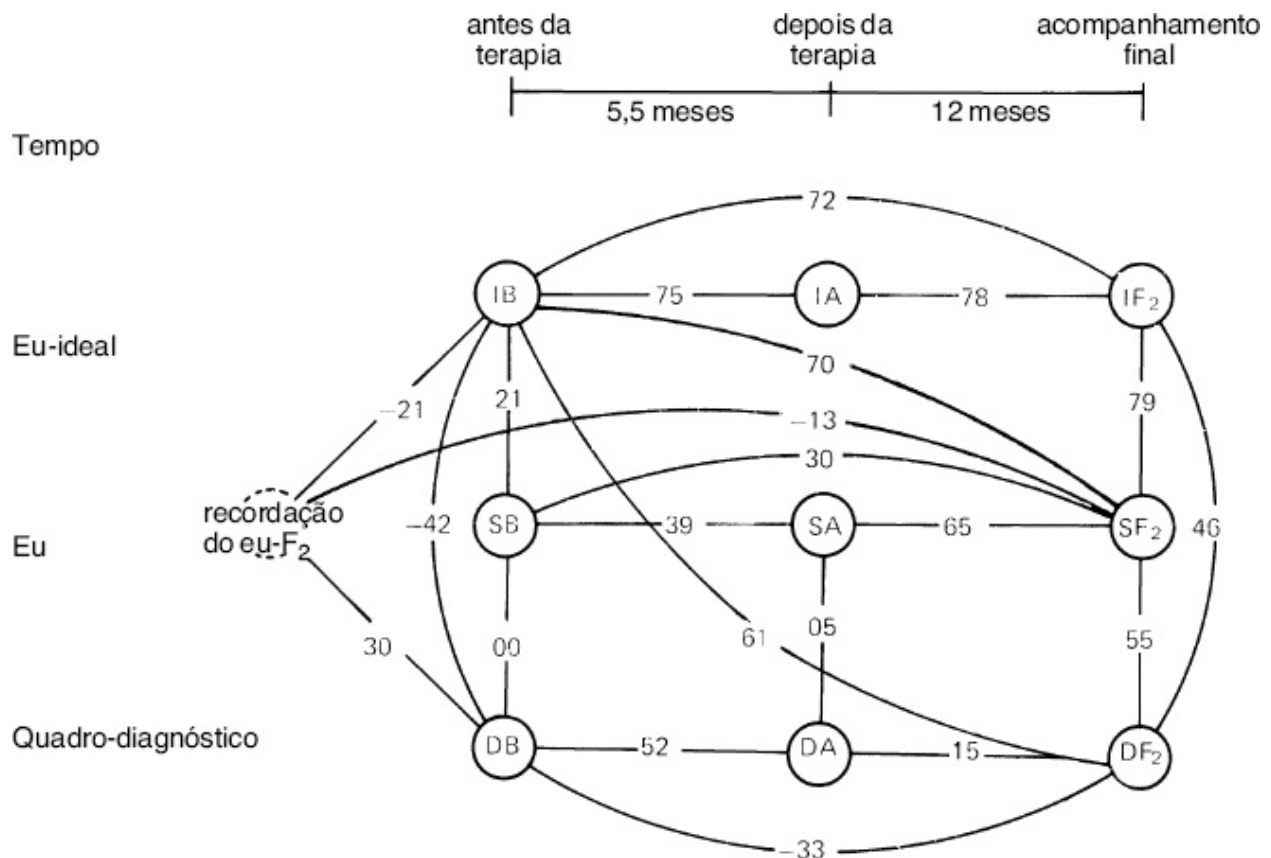 antes da
terapia
depois da
terapia
acompanhamento
final
5,5 meses
12 meses
Tempo
72
IB
75
IA
78
IF₂
Eu-ideal
70
-21
21
79
-13
30
recordação
do eu-F₂
-42
SB
39
SA
65
SF₂
46
Eu
30
00
61
05
55
Quadro-diagnóstico
DB
52
DA
15
DF₂
-33